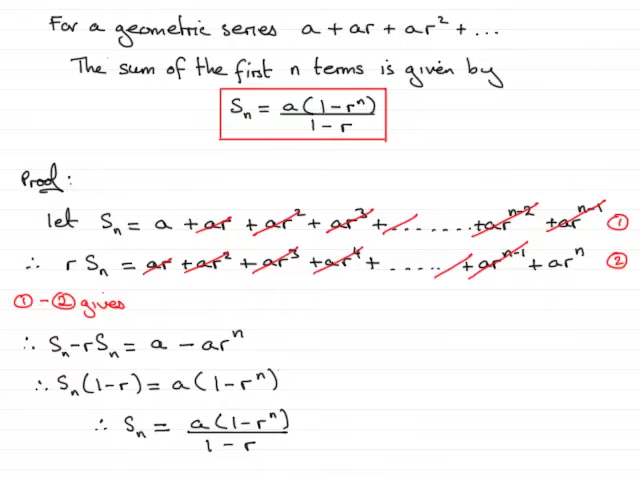 For a geometric series a + ar + ar² + ...
The sum of the first n terms is given by
Sₙ = a(1-rⁿ) / 1-r
Proof:
let Sₙ = a + ar + ar² + ar³ + ......... + arⁿ⁻² + arⁿ⁻¹ ①
∴ r Sₙ = ar + ar² + ar³ + ar⁴ + ...... + arⁿ⁻¹ + arⁿ ②
① - ② gives
∴ Sₙ - rSₙ = a - arⁿ
∴ Sₙ(1-r) = a(1-rⁿ)
∴ Sₙ = a(1-rⁿ) / 1-r